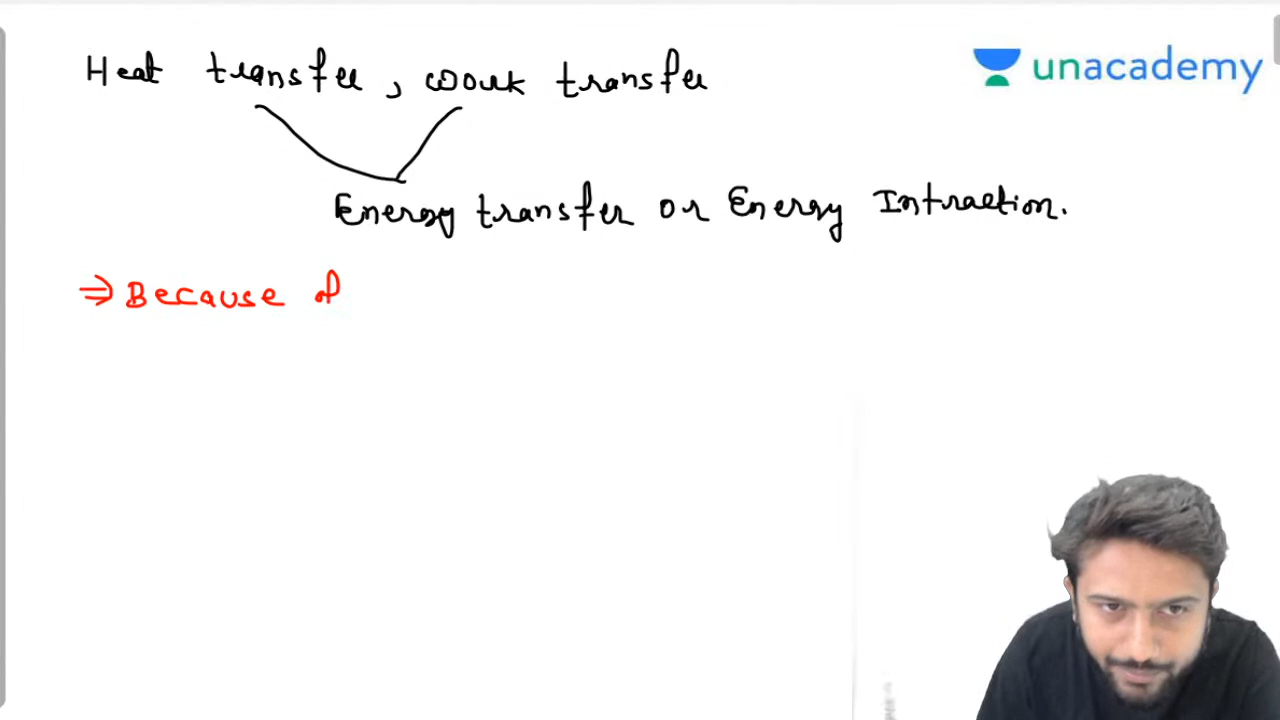 Heat transfer, work transfer
unacademy
Energy transfer or Energy Intraction.
⇒ Because of